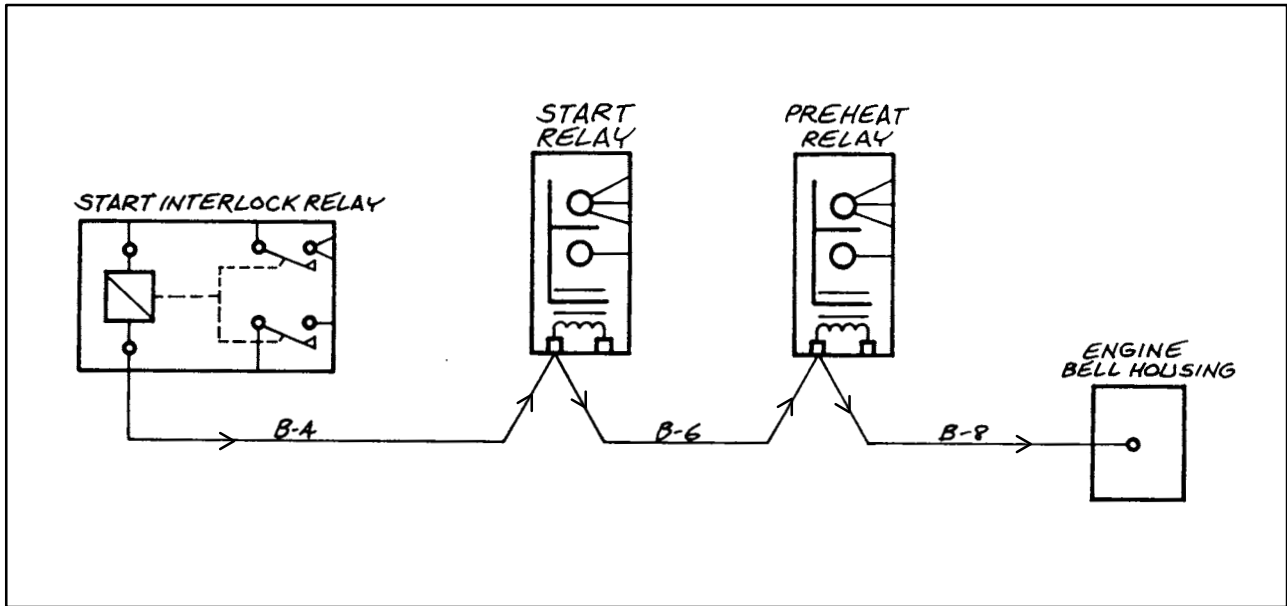 START
RELAY
PREHEAT
RELAY
START INTERLOCK RELAY
ENGINE
BELL HOUSING
B-4
B-6
B-8